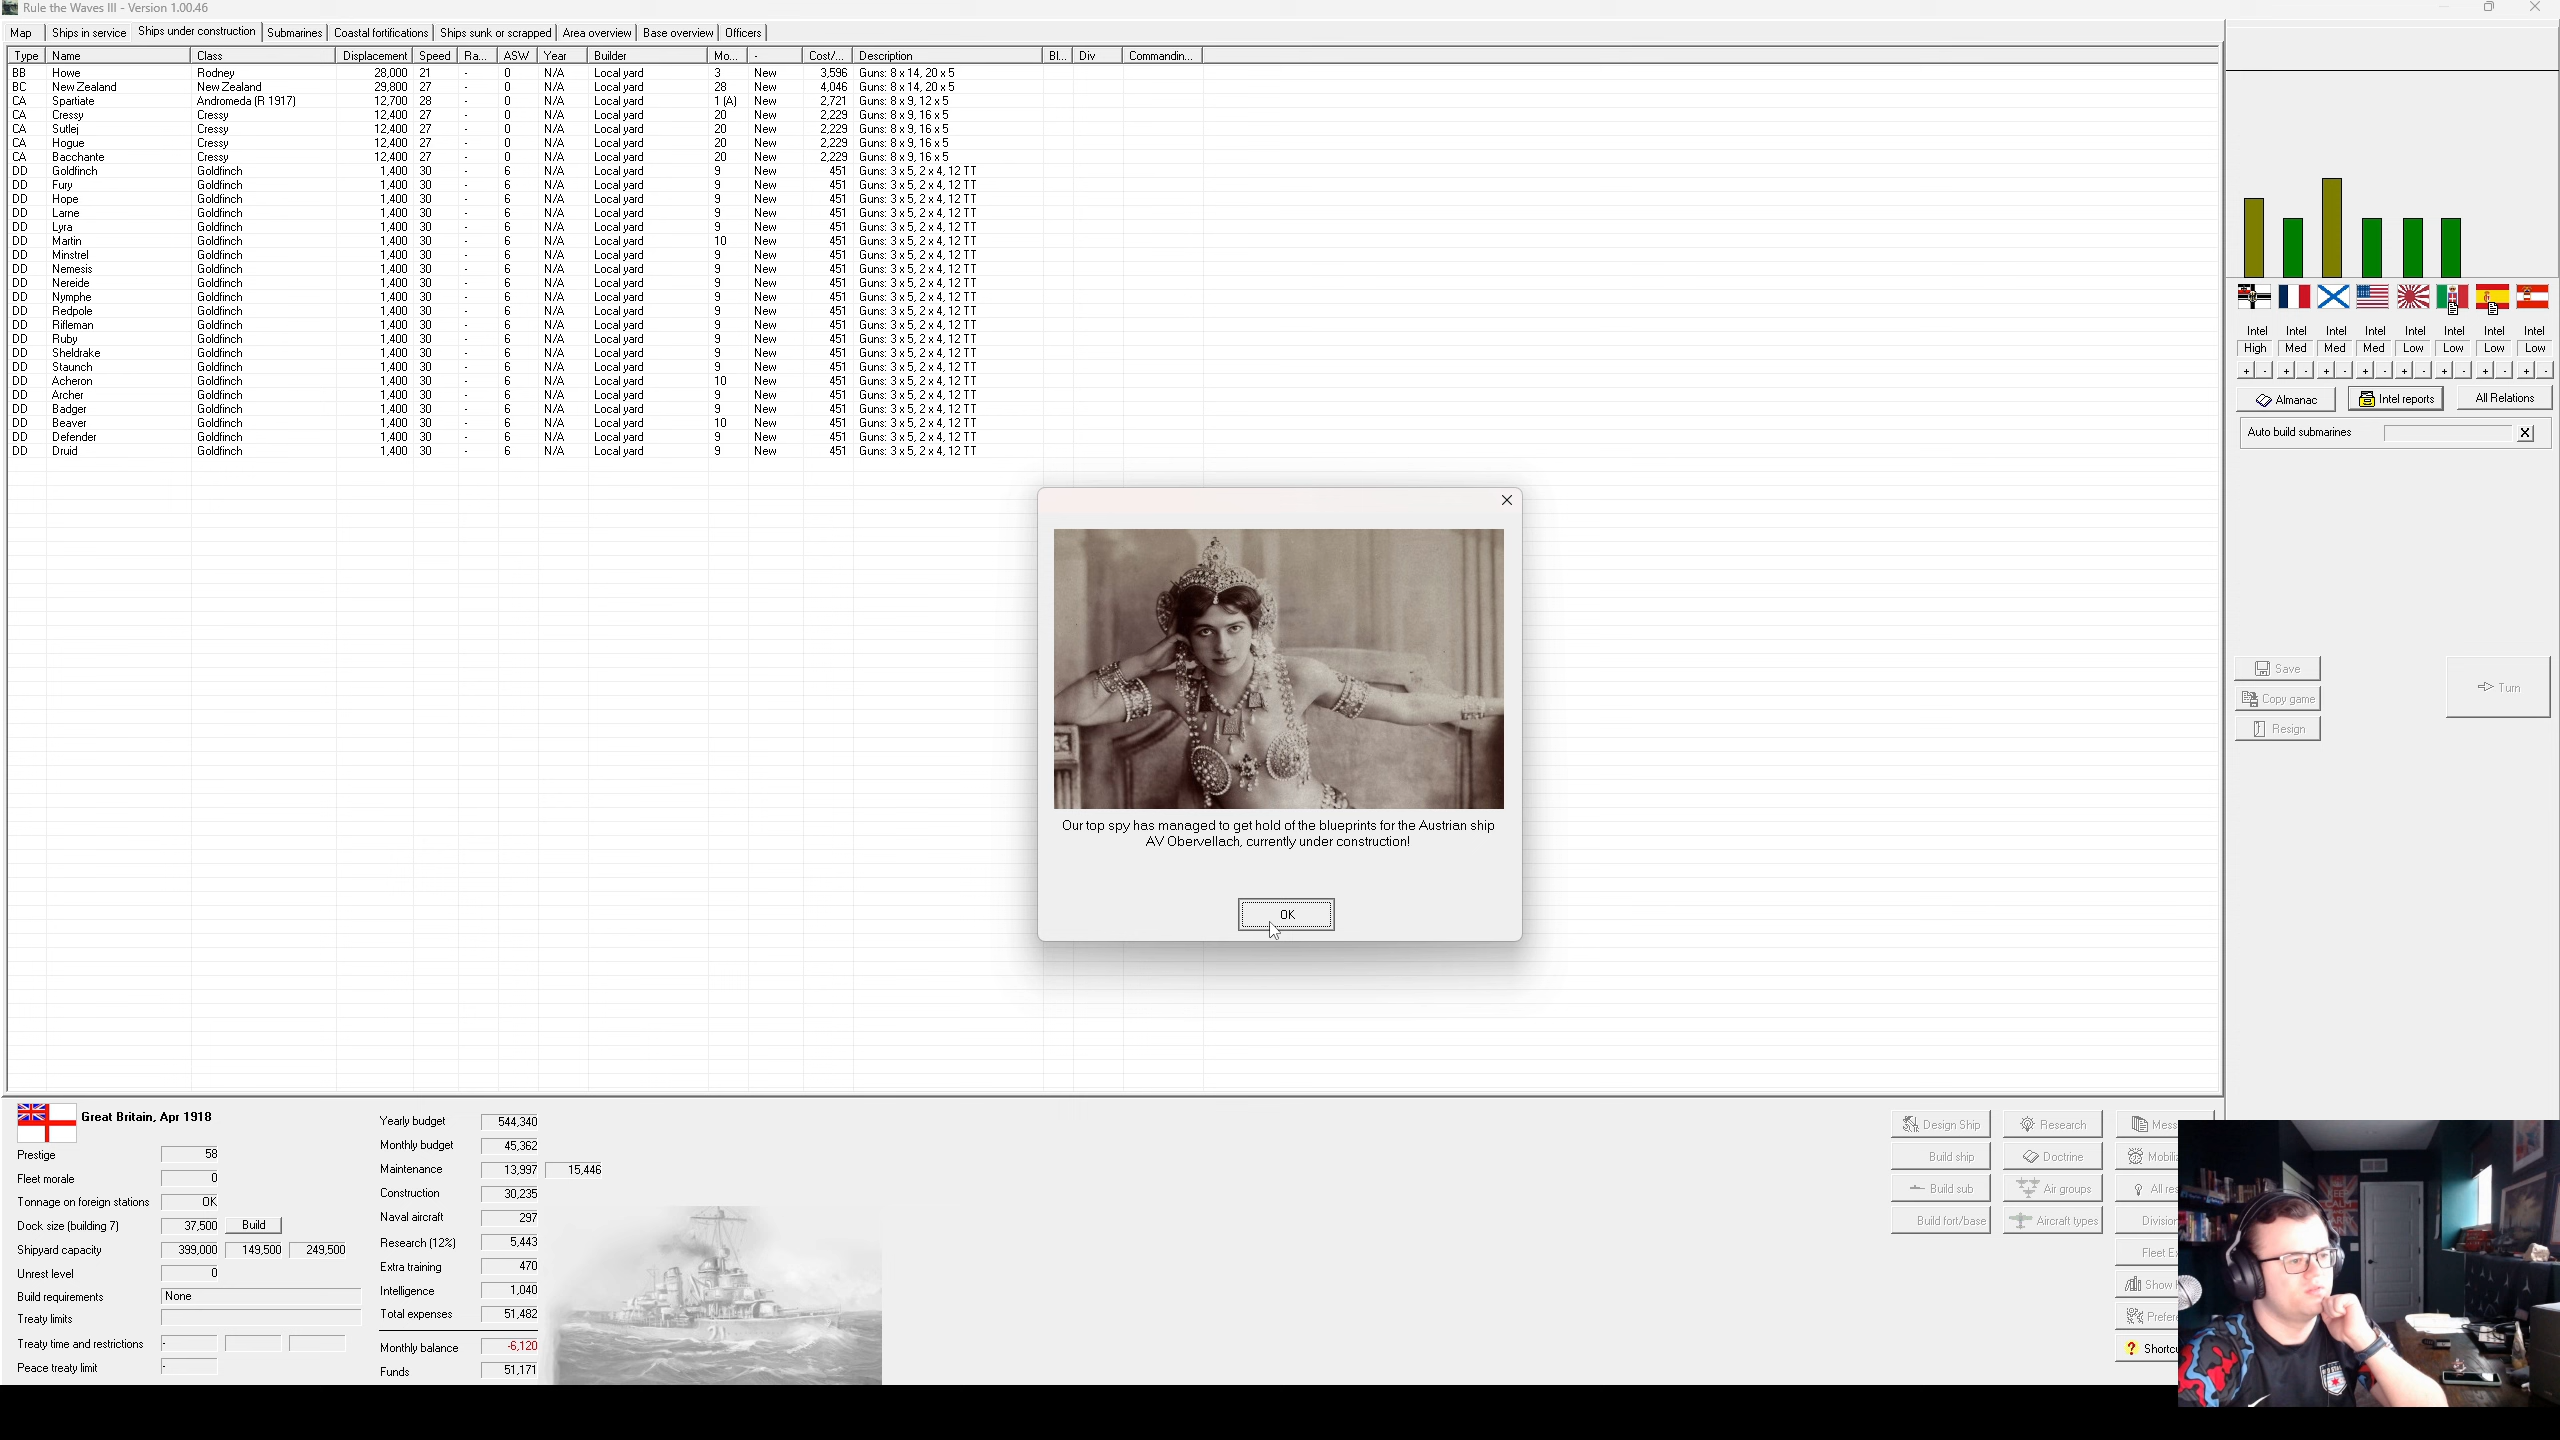 Rule the Waves III - Version 1.00.46
Map Ships in service Ships under construction Submarines Coastal fortifications Ships sunk or scrapped Area overview Base overview Officers
Type Name Class Displacement Speed Ra... ASW Year Builder Mo... - Cost/... Description Bl... Div Commandin...
BB Howe Rodney 28,000 21 - 0 N/A Local yard 3 New 3,596 Guns: 8 x 14, 20 x 5
BC New Zealand New Zealand 29,800 27 - 0 N/A Local yard 28 New 4,046 Guns: 8 x 14, 20 x 5
CA Spartiate Andromeda (R 1917) 12,700 28 - 0 N/A Local yard 1 (A) New 2,721 Guns: 8 x 9, 12 x 5
CA Cressy Cressy 12,400 27 - 0 N/A Local yard 20 New 2,229 Guns: 8 x 9, 16 x 5
CA Sutlej Cressy 12,400 27 - 0 N/A Local yard 20 New 2,229 Guns: 8 x 9, 16 x 5
CA Hogue Cressy 12,400 27 - 0 N/A Local yard 20 New 2,229 Guns: 8 x 9, 16 x 5
CA Bacchante Cressy 12,400 27 - 0 N/A Local yard 20 New 2,229 Guns: 8 x 9, 16 x 5
DD Goldfinch Goldfinch 1,400 30 - 6 N/A Local yard 9 New 451 Guns: 3 x 5, 2 x 4, 12 TT
DD Fury Goldfinch 1,400 30 - 6 N/A Local yard 9 New 451 Guns: 3 x 5, 2 x 4, 12 TT
DD Hope Goldfinch 1,400 30 - 6 N/A Local yard 9 New 451 Guns: 3 x 5, 2 x 4, 12 TT
DD Larne Goldfinch 1,400 30 - 6 N/A Local yard 9 New 451 Guns: 3 x 5, 2 x 4, 12 TT
DD Lyra Goldfinch 1,400 30 - 6 N/A Local yard 9 New 451 Guns: 3 x 5, 2 x 4, 12 TT
DD Martin Goldfinch 1,400 30 - 6 N/A Local yard 10 New 451 Guns: 3 x 5, 2 x 4, 12 TT
DD Minstrel Goldfinch 1,400 30 - 6 N/A Local yard 9 New 451 Guns: 3 x 5, 2 x 4, 12 TT
DD Nemesis Goldfinch 1,400 30 - 6 N/A Local yard 9 New 451 Guns: 3 x 5, 2 x 4, 12 TT
DD Nereide Goldfinch 1,400 30 - 6 N/A Local yard 9 New 451 Guns: 3 x 5, 2 x 4, 12 TT
DD Nymphe Goldfinch 1,400 30 - 6 N/A Local yard 9 New 451 Guns: 3 x 5, 2 x 4, 12 TT
DD Redpole Goldfinch 1,400 30 - 6 N/A Local yard 9 New 451 Guns: 3 x 5, 2 x 4, 12 TT
DD Rifleman Goldfinch 1,400 30 - 6 N/A Local yard 9 New 451 Guns: 3 x 5, 2 x 4, 12 TT
DD Ruby Goldfinch 1,400 30 - 6 N/A Local yard 9 New 451 Guns: 3 x 5, 2 x 4, 12 TT
DD Sheldrake Goldfinch 1,400 30 - 6 N/A Local yard 9 New 451 Guns: 3 x 5, 2 x 4, 12 TT
DD Staunch Goldfinch 1,400 30 - 6 N/A Local yard 9 New 451 Guns: 3 x 5, 2 x 4, 12 TT
DD Acheron Goldfinch 1,400 30 - 6 N/A Local yard 10 New 451 Guns: 3 x 5, 2 x 4, 12 TT
DD Archer Goldfinch 1,400 30 - 6 N/A Local yard 9 New 451 Guns: 3 x 5, 2 x 4, 12 TT
DD Badger Goldfinch 1,400 30 - 6 N/A Local yard 9 New 451 Guns: 3 x 5, 2 x 4, 12 TT
DD Beaver Goldfinch 1,400 30 - 6 N/A Local yard 10 New 451 Guns: 3 x 5, 2 x 4, 12 TT
DD Defender Goldfinch 1,400 30 - 6 N/A Local yard 9 New 451 Guns: 3 x 5, 2 x 4, 12 TT
DD Druid Goldfinch 1,400 30 - 6 N/A Local yard 9 New 451 Guns: 3 x 5, 2 x 4, 12 TT
Intel Intel Intel Intel Intel Intel Intel Intel
High Med Med Med Low Low Low Low
+ - + - + - + - + - + - + - + -
Almanac Intel reports All Relations
Auto build submarines X
Save
Copy game
Resign
Turn
Our top spy has managed to get hold of the blueprints for the Austrian ship
AV Obervellach, currently under construction!
OK
Great Britain, Apr 1918
Prestige 58
Fleet morale 0
Tonnage on foreign stations OK
Dock size (building 7) 37,500 Build
Shipyard capacity 399,000 149,500 249,500
Unrest level 0
Build requirements None
Treaty limits
Treaty time and restrictions -
Peace treaty limit -
Yearly budget 544,340
Monthly budget 45,362
Maintenance 13,997 15,446
Construction 30,235
Naval aircraft 297
Research (12%) 5,443
Extra training 470
Intelligence 1,040
Total expenses 51,482
Monthly balance -6,120
Funds 51,171
Design Ship Research Mess
Build ship Doctrine Mobiliz
Build sub Air groups All res
Build fort/base Aircraft types Division
Fleet Ex
Show
Prefere
? Shortcu